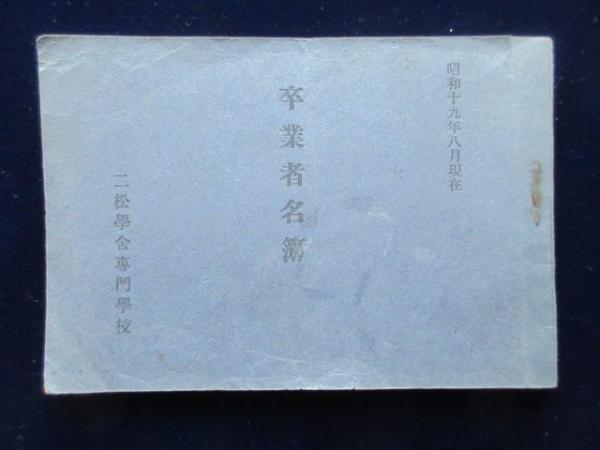 昭和十九年八月現在
卒業者名簿
二松學舍專門學校